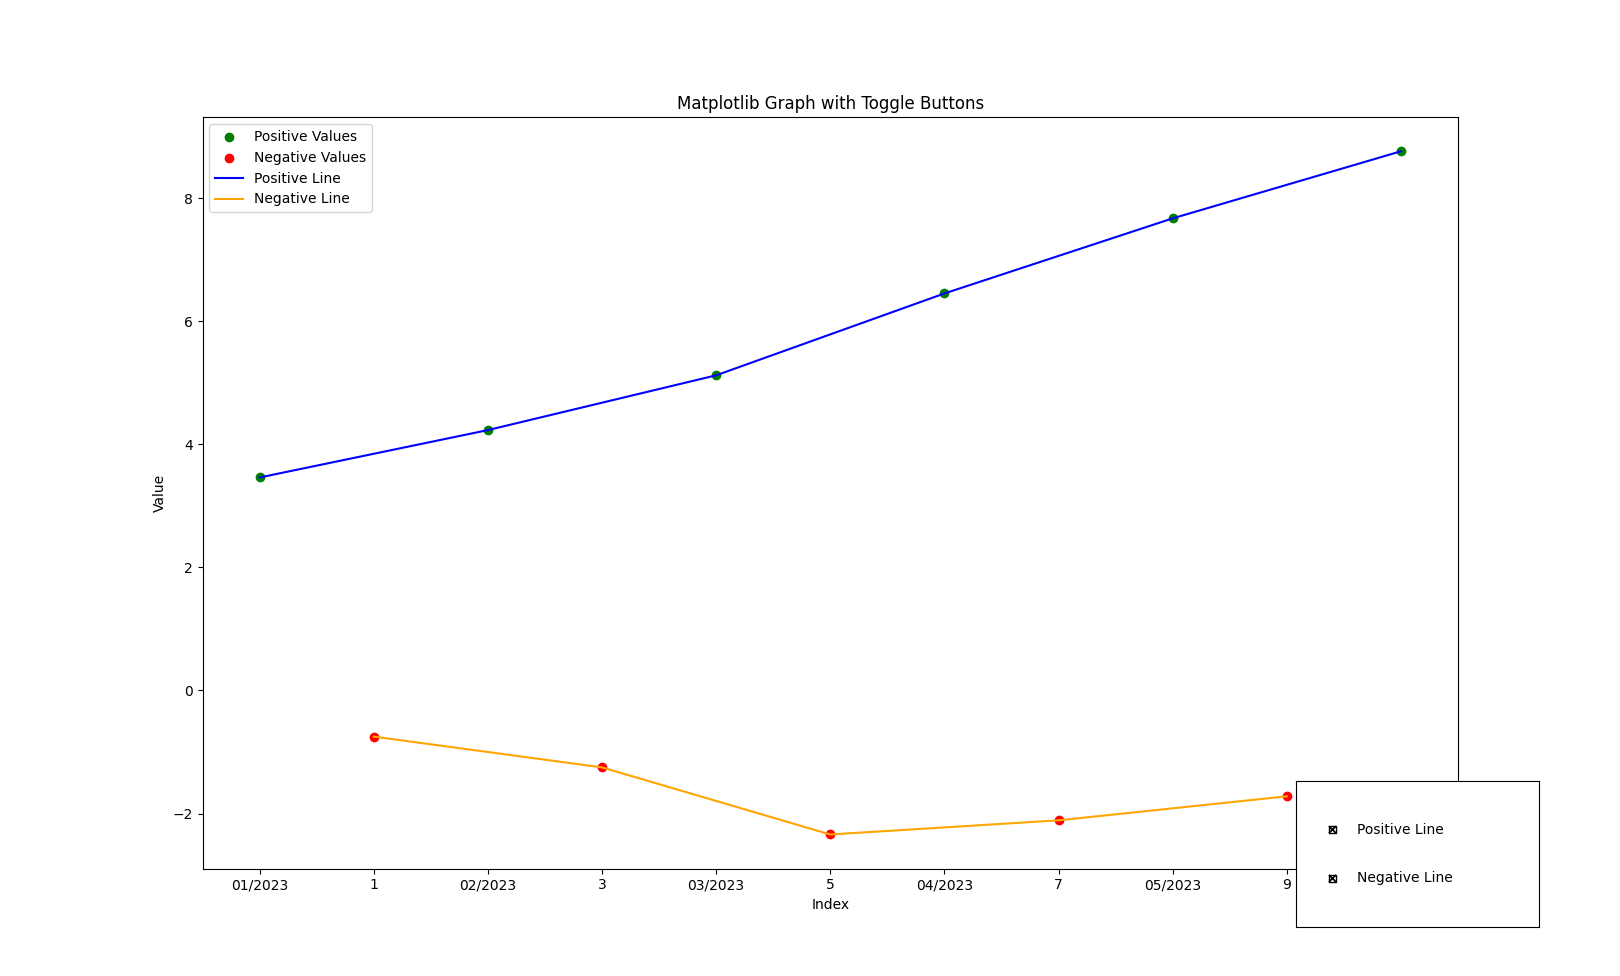 Matplotlib Graph with Toggle Buttons
Positive Values
Negative Values
Positive Line
Negative Line
8
6
4
2
0
−2
Value
01/2023 1 02/2023 3 03/2023 5 04/2023 7 05/2023 9
Index
Positive Line
Negative Line